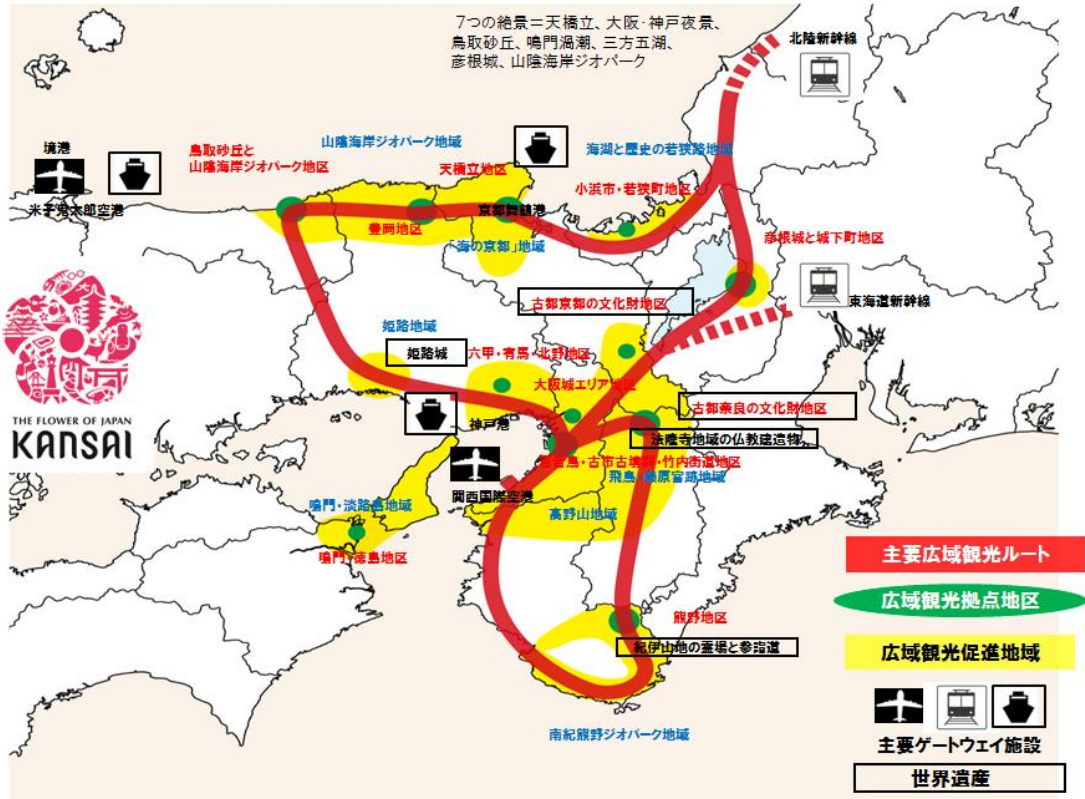 7つの絶景=天橋立、大阪・神戸夜景、
鳥取砂丘、鳴門渦潮、三方五湖、
彦根城、山陰海岸ジオパーク
北陸新幹線
境港
米子鬼太郎空港
鳥取砂丘と
山陰海岸ジオパーク地区
山陰海岸ジオパーク地域
天橋立地区
海湖と歴史の若狭路地域
小浜市・若狭町地区
豊岡地区
京都舞鶴港
「海の京都」地域
彦根城と城下町地区
東海道新幹線
古都京都の文化財地区
姫路地域
姫路城
六甲・有馬・北野地区
大阪城エリア地区
古都奈良の文化財地区
神戸港
法隆寺地域の仏教建造物
鳥・古市古墳群・竹内街道地区
飛鳥・藤原宮跡地域
関西国際空港
高野山地域
鳴門・淡路島地域
鳴門・徳島地区
熊野地区
紀伊山地の霊場と参詣道
南紀熊野ジオパーク地域
THE FLOWER OF JAPAN
KANSAI
主要広域観光ルート
広域観光拠点地区
広域観光促進地域
主要ゲートウェイ施設
世界遺産